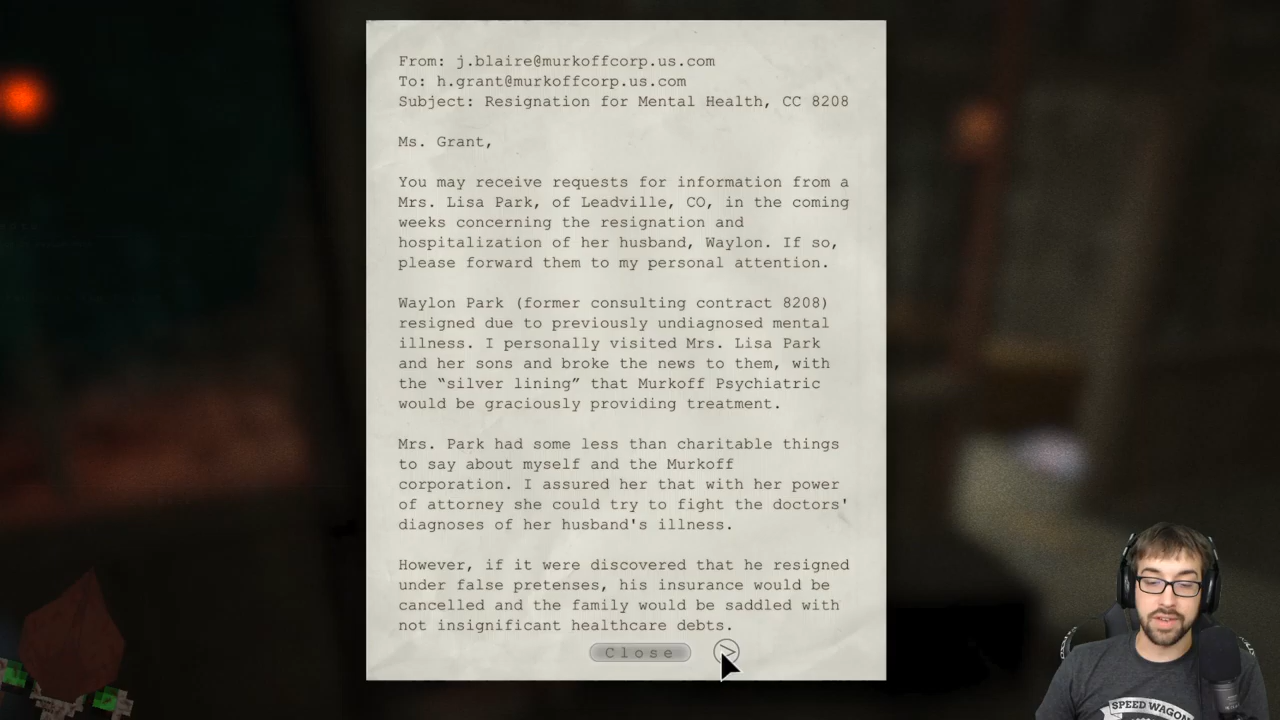 From: j.blaire@murkoffcorp.us.com
To: h.grant@murkoffcorp.us.com
Subject: Resignation for Mental Health, CC 8208
Ms. Grant,
You may receive requests for information from a
Mrs. Lisa Park, of Leadville, CO, in the coming
weeks concerning the resignation and
hospitalization of her husband, Waylon. If so,
please forward them to my personal attention.
Waylon Park (former consulting contract 8208)
resigned due to previously undiagnosed mental
illness. I personally visited Mrs. Lisa Park
and her sons and broke the news to them, with
the “silver lining” that Murkoff Psychiatric
would be graciously providing treatment.
Mrs. Park had some less than charitable things
to say about myself and the Murkoff
corporation. I assured her that with her power
of attorney she could try to fight the doctors'
diagnoses of her husband's illness.
However, if it were discovered that he resigned
under false pretenses, his insurance would be
cancelled and the family would be saddled with
not insignificant healthcare debts.
Close >
SPEED WAGON